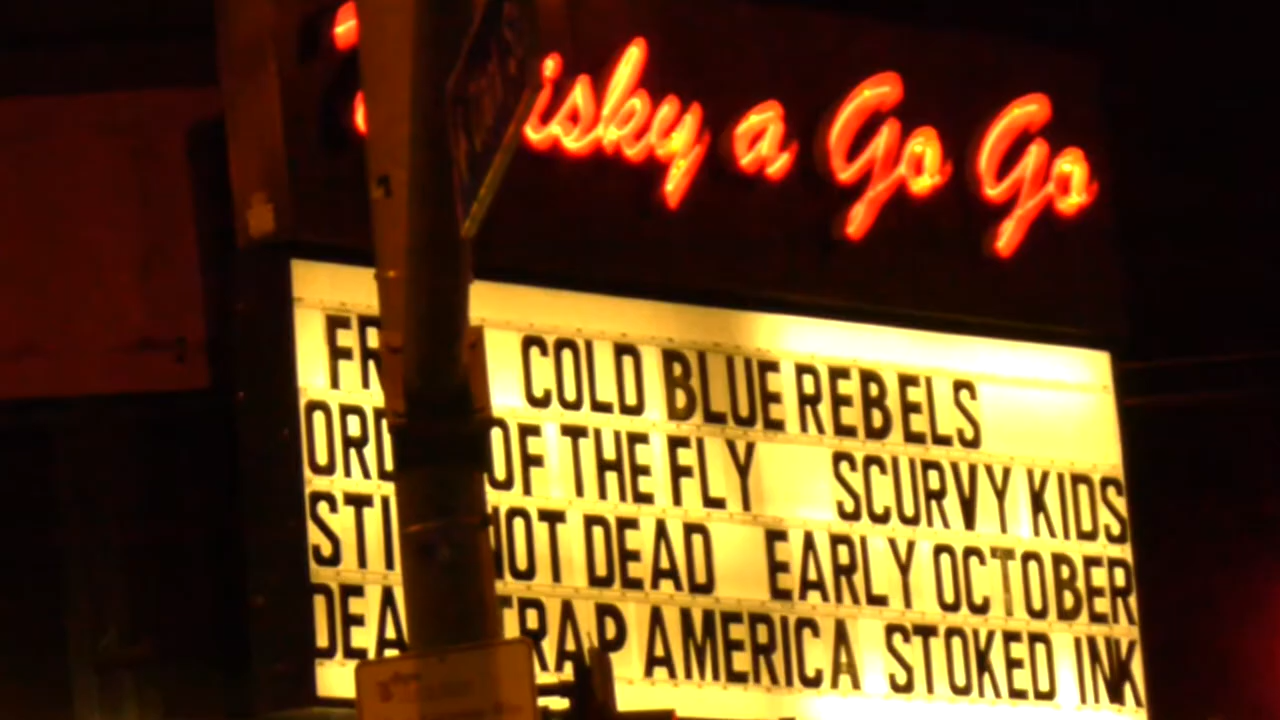 isky a Go Go
FR COLD BLUE REBELS
ORD OF THE FLY SCURVY KIDS
STI NOT DEAD EARLY OCTOBER
DEA TRAP AMERICA STOKED INK